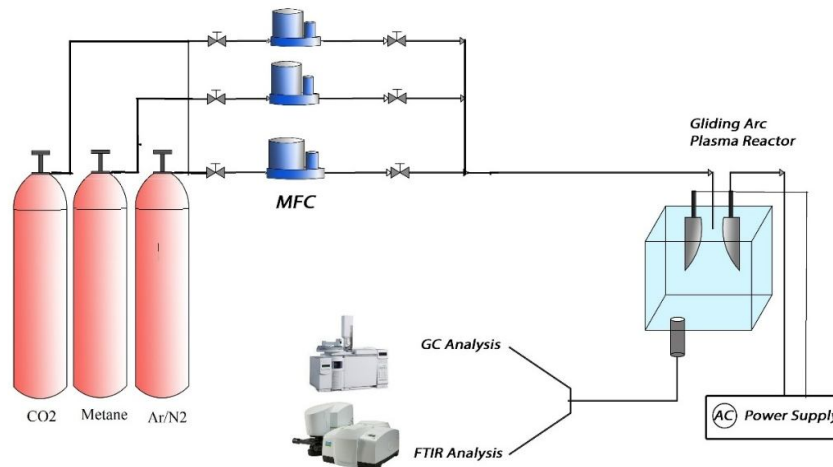 Gliding Arc
Plasma Reactor
MFC
GC Analysis
FTIR Analysis
CO2
Metane
Ar/N2
AC
Power Supply